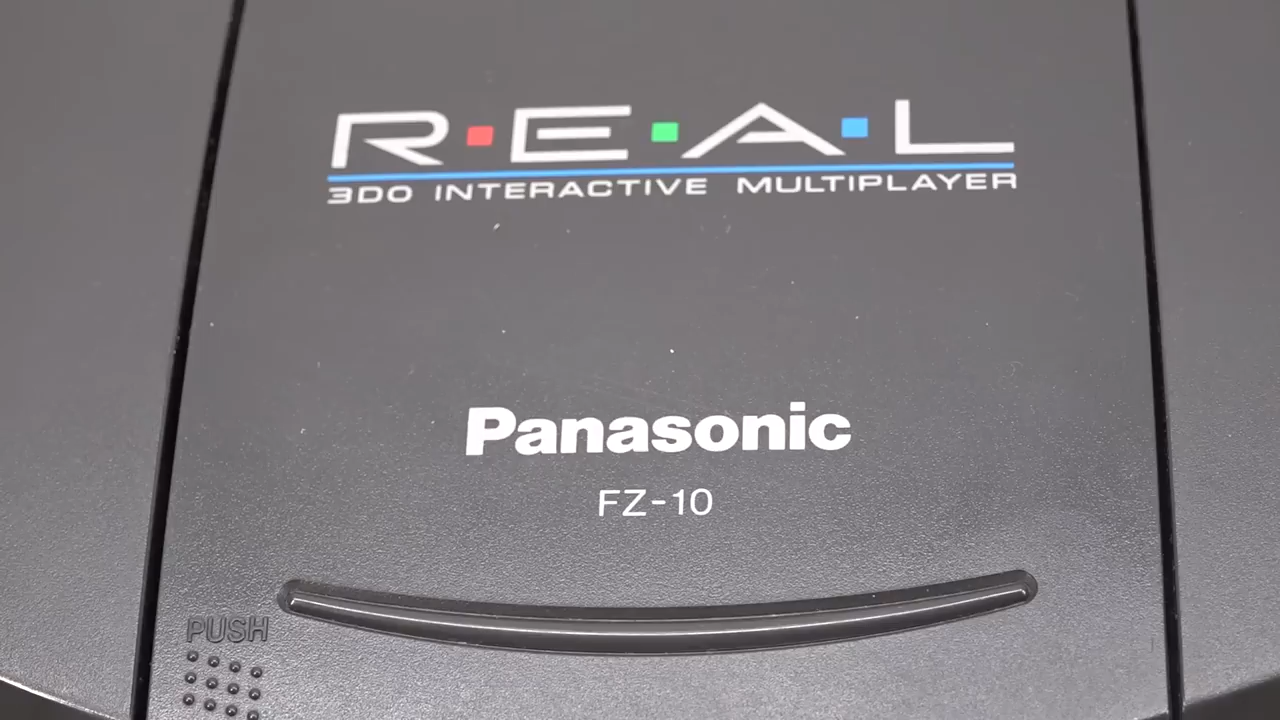 R·E·A·L
3DO INTERACTIVE MULTIPLAYER
Panasonic
FZ-10
PUSH